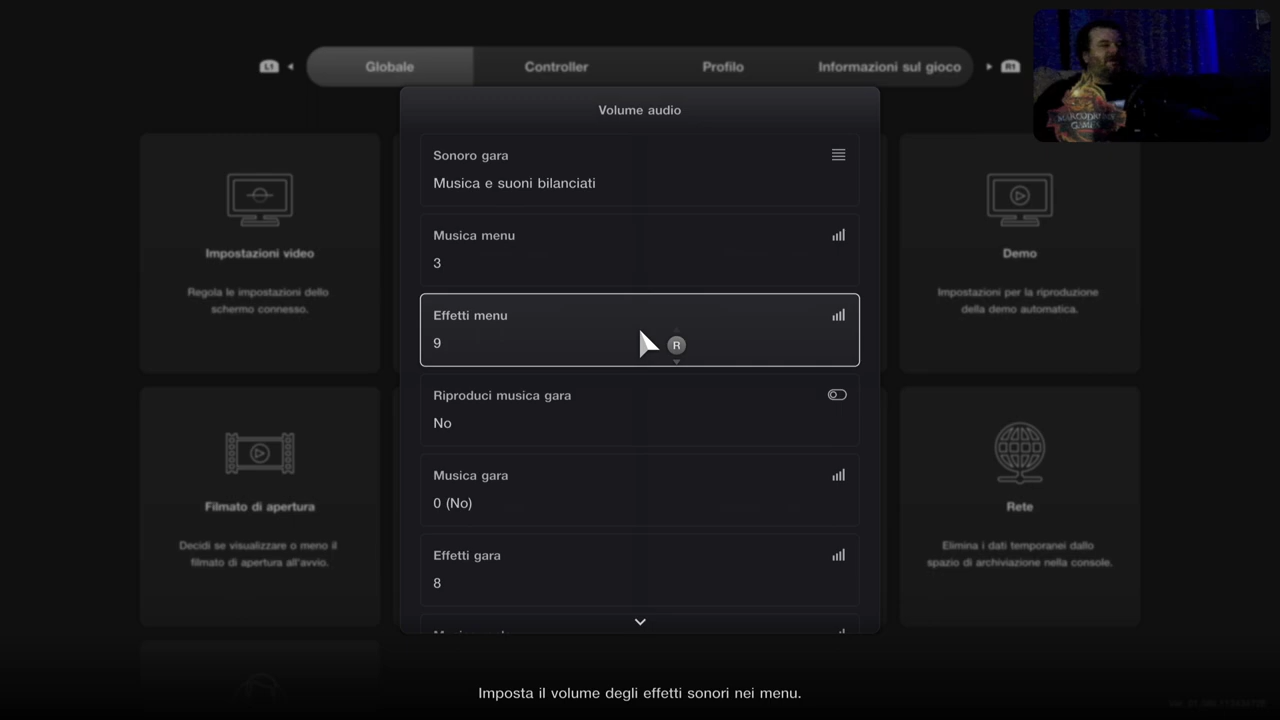 L1
Globale
Controller
Profilo
Informazioni sul gioco
R1
Volume audio
Sonoro gara
Musica e suoni bilanciati
Musica menu
3
Effetti menu
9
R
Riproduci musica gara
No
Musica gara
0 (No)
Effetti gara
8
Impostazioni video
Regola le impostazioni dello
schermo connesso.
Demo
Impostazioni per la riproduzione
della demo automatica.
Filmato di apertura
Decidi se visualizzare o meno il
filmato di apertura all'avvio.
Rete
Elimina i dati temporanei dallo
spazio di archiviazione nella console.
Imposta il volume degli effetti sonori nei menu.